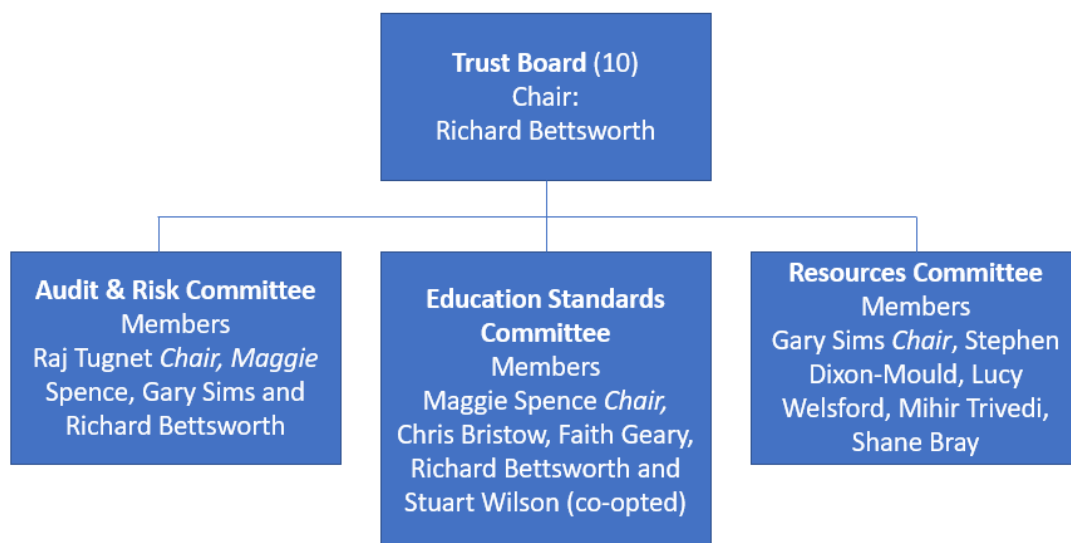 Trust Board (10)
Chair:
Richard Bettsworth
Audit & Risk Committee
Members
Raj Tugnet Chair, Maggie
Spence, Gary Sims and
Richard Bettsworth
Education Standards
Committee
Members
Maggie Spence Chair,
Chris Bristow, Faith Geary,
Richard Bettsworth and
Stuart Wilson (co-opted)
Resources Committee
Members
Gary Sims Chair, Stephen
Dixon-Mould, Lucy
Welsford, Mihir Trivedi,
Shane Bray